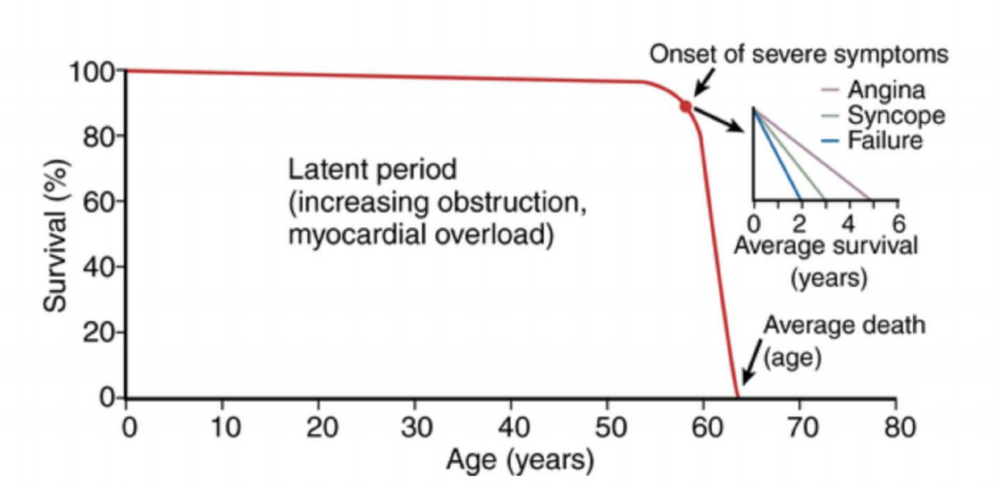 Onset of severe symptoms
Angina
Syncope
Failure
100
80
60
40
20
0
Survival (%)
Latent period
(increasing obstruction,
myocardial overload)
0 2 4 6
Average survival
(years)
Average death
(age)
0 10 20 30 40 50 60 70 80
Age (years)